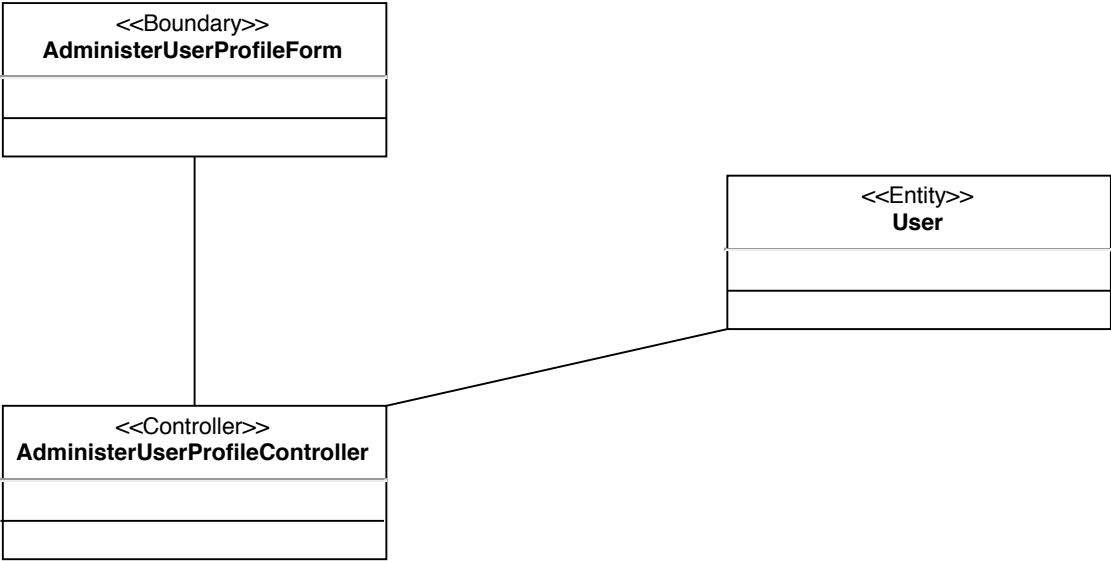 <<Boundary>>
AdministerUserProfileForm
<<Entity>>
User
<<Controller>>
AdministerUserProfileController